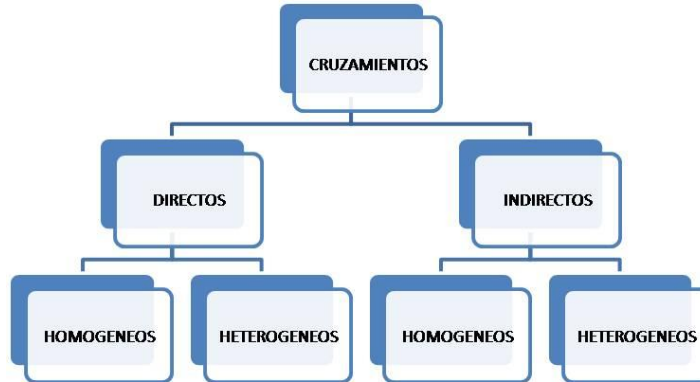 CRUZAMIENTOS
DIRECTOS
INDIRECTOS
HOMOGENEOS
HETEROGENEOS
HOMOGENEOS
HETEROGENEOS